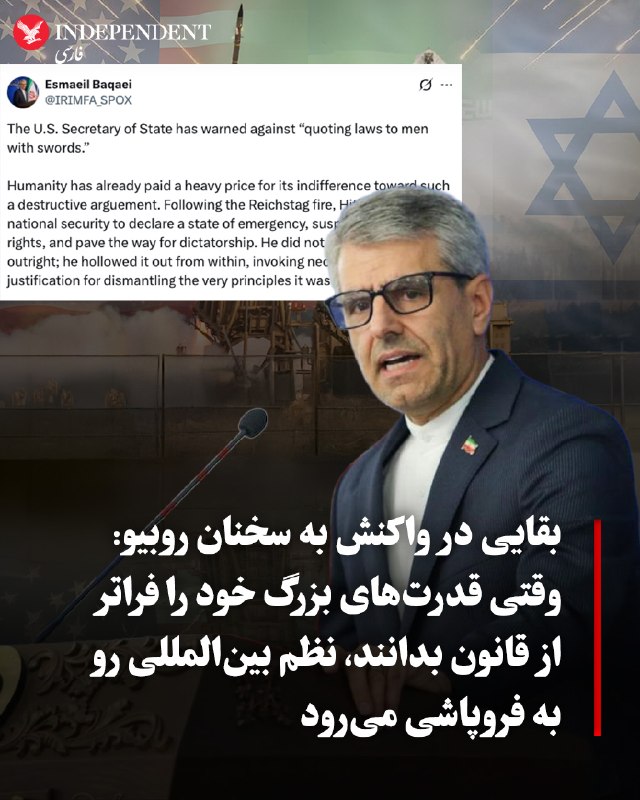 INDEPENDENT
فارسی
Esmaeil Baqaei
@IRIMFA_SPOX
The U.S. Secretary of State has warned against “quoting laws to men
with swords.”
Humanity has already paid a heavy price for its indifference toward such
a destructive arguement. Following the Reichstag fire,
national security to declare a state of emergency,
rights, and pave the way for dictatorship. He did not
outright; he hollowed it out from within, invoking
justification for dismantling the very principles it was
بقایی در واکنش به سخنان روبیو:
وقتی قدرت‌های بزرگ خود را فراتر
از قانون بدانند، نظم بین‌المللی رو
به فروپاشی می‌رود